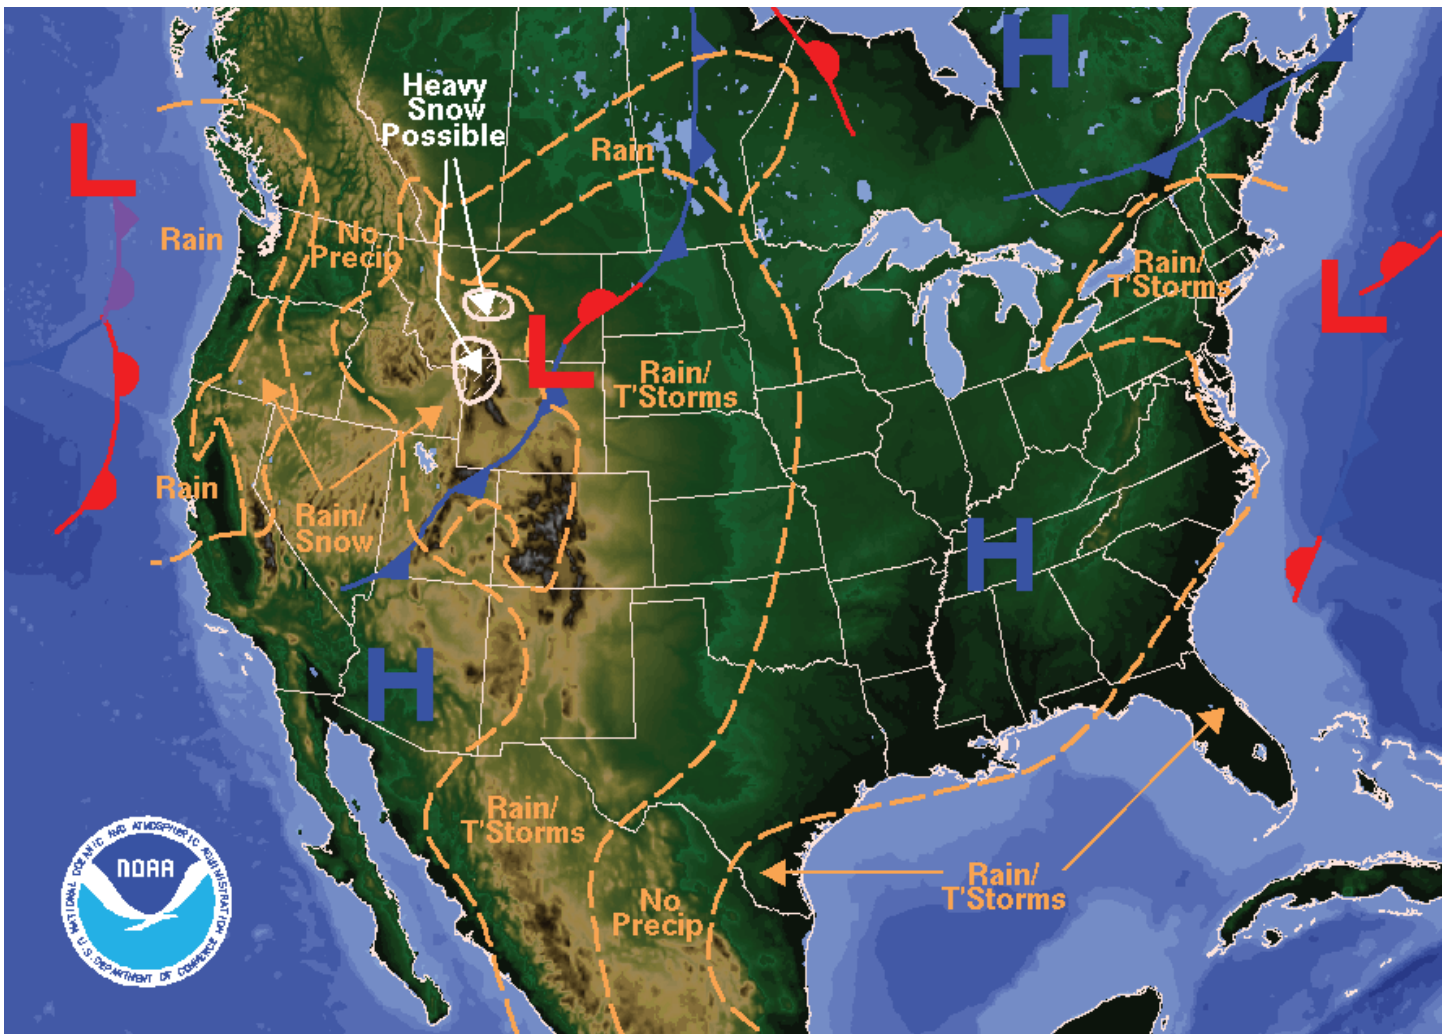 H
Heavy
Snow
Possible
L
Rain
Rain
No
Precip
Rain/
T'Storms
L
L
Rain/
T'Storms
Rain
Rain/
Snow
H
H
Rain/
T'Storms
No
Precip
Rain/
T'Storms
NATIONAL OCEANIC AND ATMOSPHERIC ADMINISTRATION
NOAA
U.S. DEPARTMENT OF COMMERCE